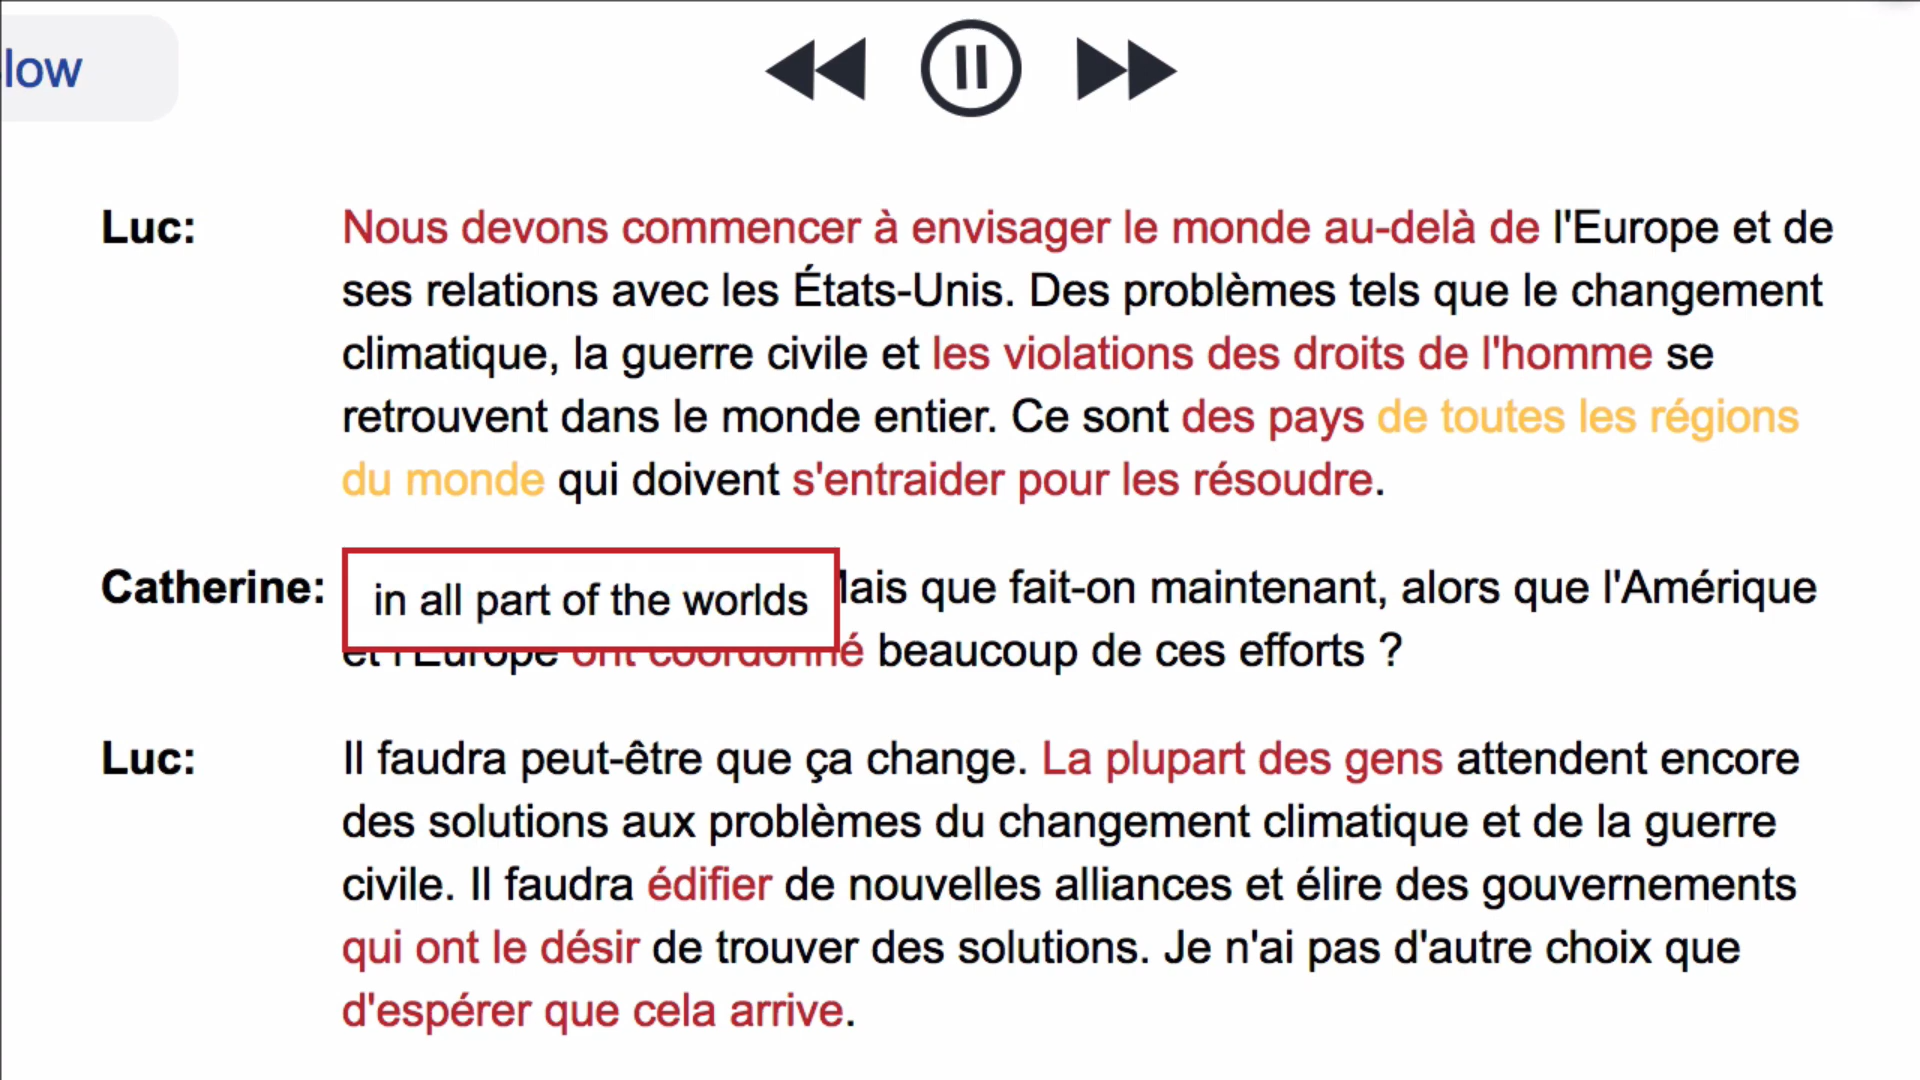 low
Luc: Nous devons commencer à envisager le monde au-delà de l'Europe et de
ses relations avec les États-Unis. Des problèmes tels que le changement
climatique, la guerre civile et les violations des droits de l'homme se
retrouvent dans le monde entier. Ce sont des pays de toutes les régions
du monde qui doivent s'entraider pour les résoudre.
Catherine: in all part of the worlds Mais que fait-on maintenant, alors que l'Amérique
et l'Europe ont coordonné beaucoup de ces efforts ?
Luc: Il faudra peut-être que ça change. La plupart des gens attendent encore
des solutions aux problèmes du changement climatique et de la guerre
civile. Il faudra édifier de nouvelles alliances et élire des gouvernements
qui ont le désir de trouver des solutions. Je n'ai pas d'autre choix que
d'espérer que cela arrive.